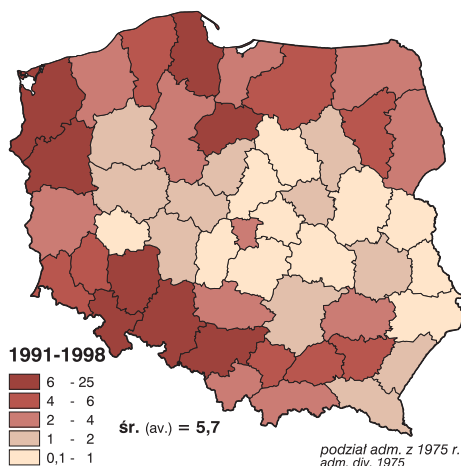 1991-1998
6 - 25
4 - 6
2 - 4
1 - 2
0,1 - 1
śr. (av.) = 5,7
podział adm. z 1975 r.
adm. div. 1975